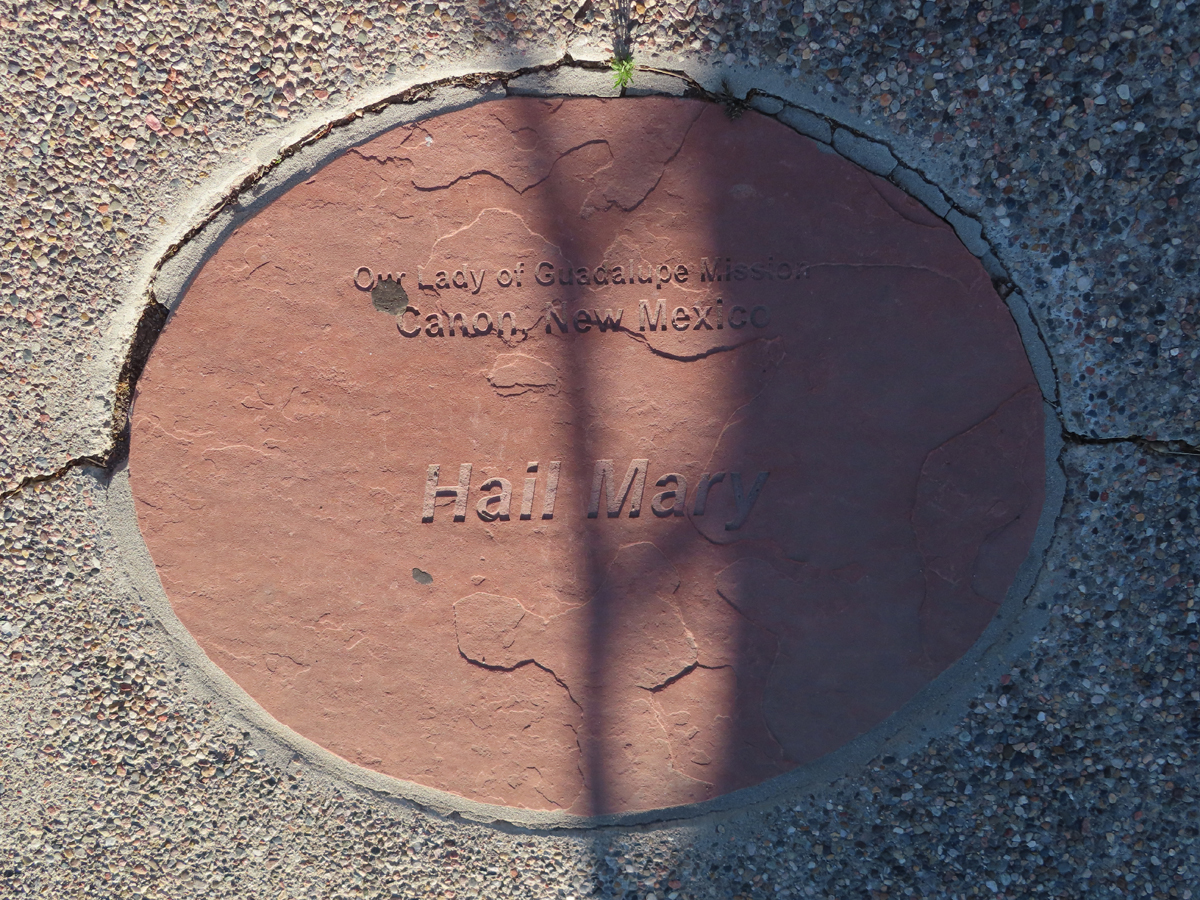 Our Lady of Guadalupe Mission
Canon, New Mexico
Hail Mary